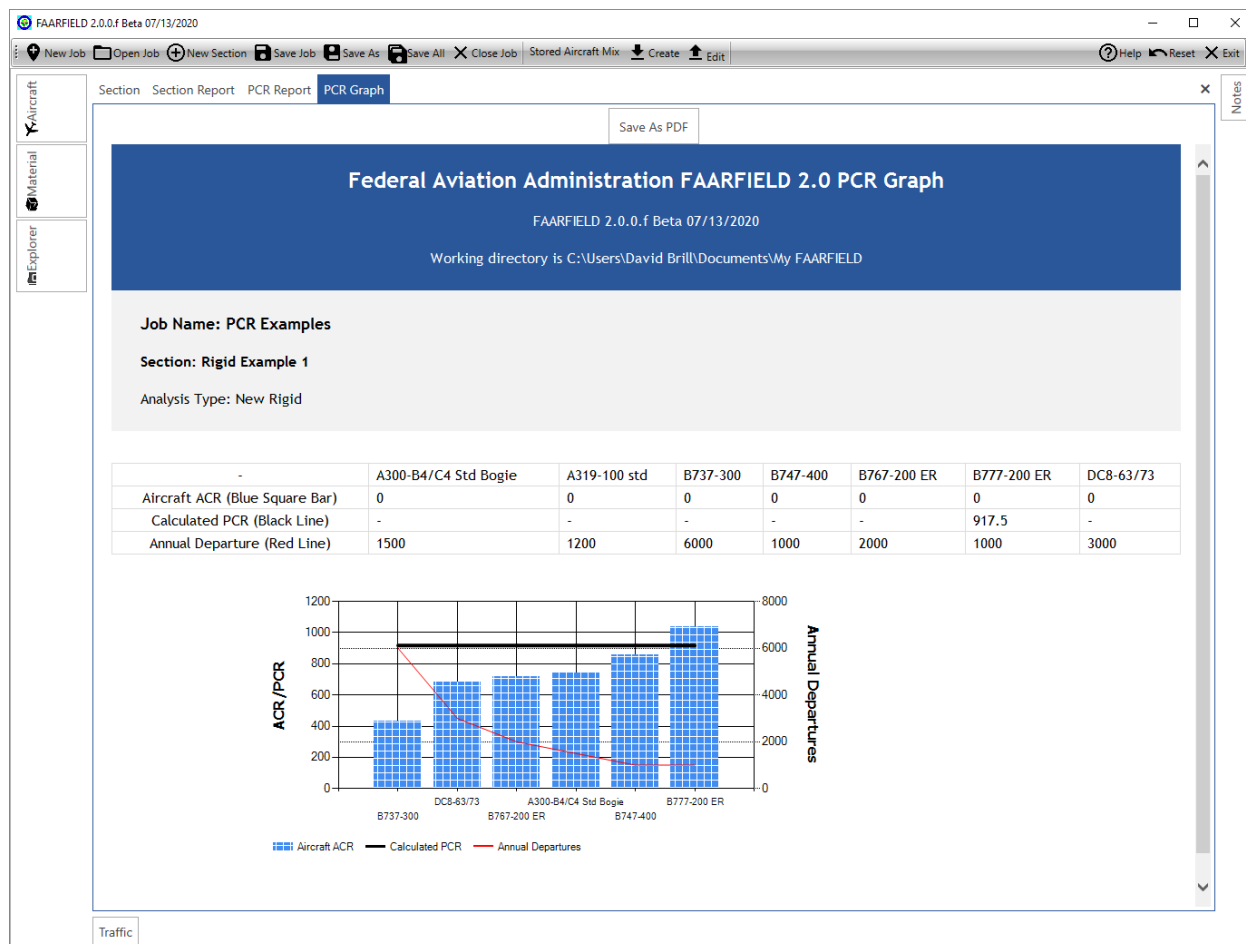 FAARFIELD 2.0.0.f Beta 07/13/2020
New Job Open Job New Section Save Job Save As Save All Close Job Stored Aircraft Mix Create Edit Help Reset Exit
Aircraft
Material
Explorer
Notes
Section Section Report PCR Report PCR Graph
Save As PDF
Federal Aviation Administration FAARFIELD 2.0 PCR Graph
FAARFIELD 2.0.0.f Beta 07/13/2020
Working directory is C:\Users\David Brill\Documents\My FAARFIELD
Job Name: PCR Examples
Section: Rigid Example 1
Analysis Type: New Rigid
- A300-B4/C4 Std Bogie A319-100 std B737-300 B747-400 B767-200 ER B777-200 ER DC8-63/73
Aircraft ACR (Blue Square Bar) 0 0 0 0 0 0 0
Calculated PCR (Black Line) - - - - - 917.5 -
Annual Departure (Red Line) 1500 1200 6000 1000 2000 1000 3000
ACR/PCR
1200
1000
800
600
400
200
0
8000
6000
4000
2000
0
Annual Departures
DC8-63/73 A300-B4/C4 Std Bogie B777-200 ER
B737-300 B767-200 ER B747-400
Aircraft ACR Calculated PCR Annual Departures
Traffic